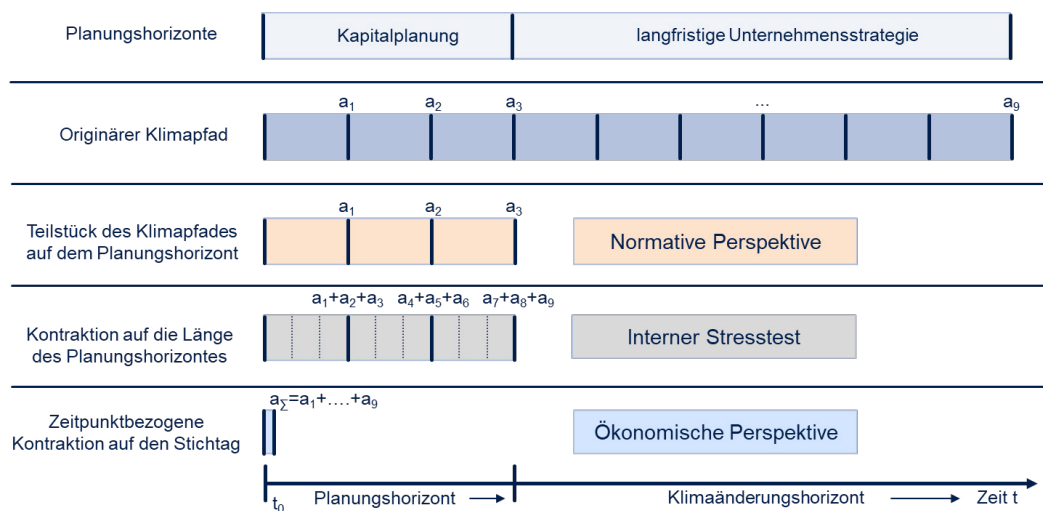 Planungshorizonte
Kapitalplanung
langfristige Unternehmensstrategie
a₁ a₂ a₃ ... a₉
Originärer Klimapfad
a₁ a₂ a₃
Teilstück des Klimapfades
auf dem Planungshorizont
Normative Perspektive
a₁+a₂+a₃ a₄+a₅+a₆ a₇+a₈+a₉
Kontraktion auf die Länge
des Planungshorizontes
Interner Stresstest
a_Σ=a₁+....+a₉
Zeitpunktbezogene
Kontraktion auf den Stichtag
Ökonomische Perspektive
t₀ Planungshorizont Klimaänderungshorizont Zeit t